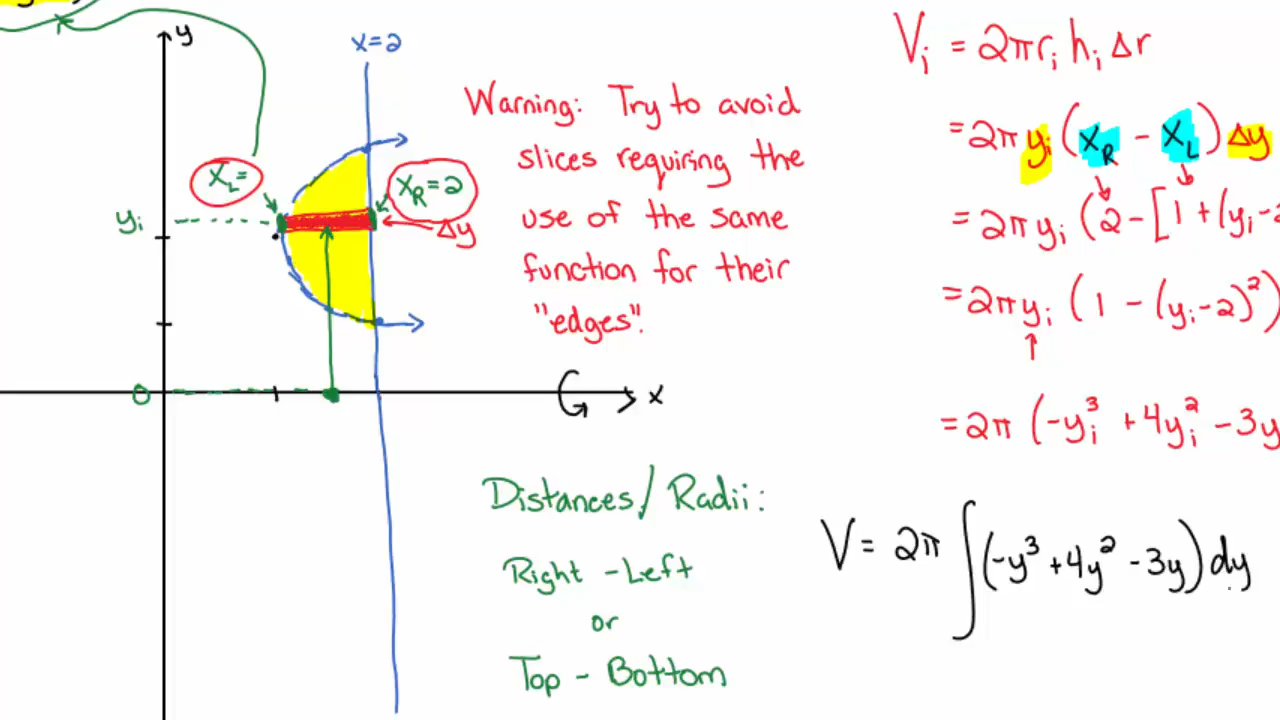 y
x=2
Warning: Try to avoid
slices requiring the
use of the same
function for their
"edges".
x_L =
x_R = 2
y_i
Δy
0
x
V_i = 2πr_i h_i Δr
= 2π y_i (x_R - x_L) Δy
= 2π y_i (2 - [1 + (y_i - 2
= 2π y_i (1 - (y_i - 2)²)
= 2π (-y_i³ + 4y_i² - 3y
Distances / Radii:
Right - Left
or
Top - Bottom
V = 2π ∫(-y³ + 4y² - 3y) dy